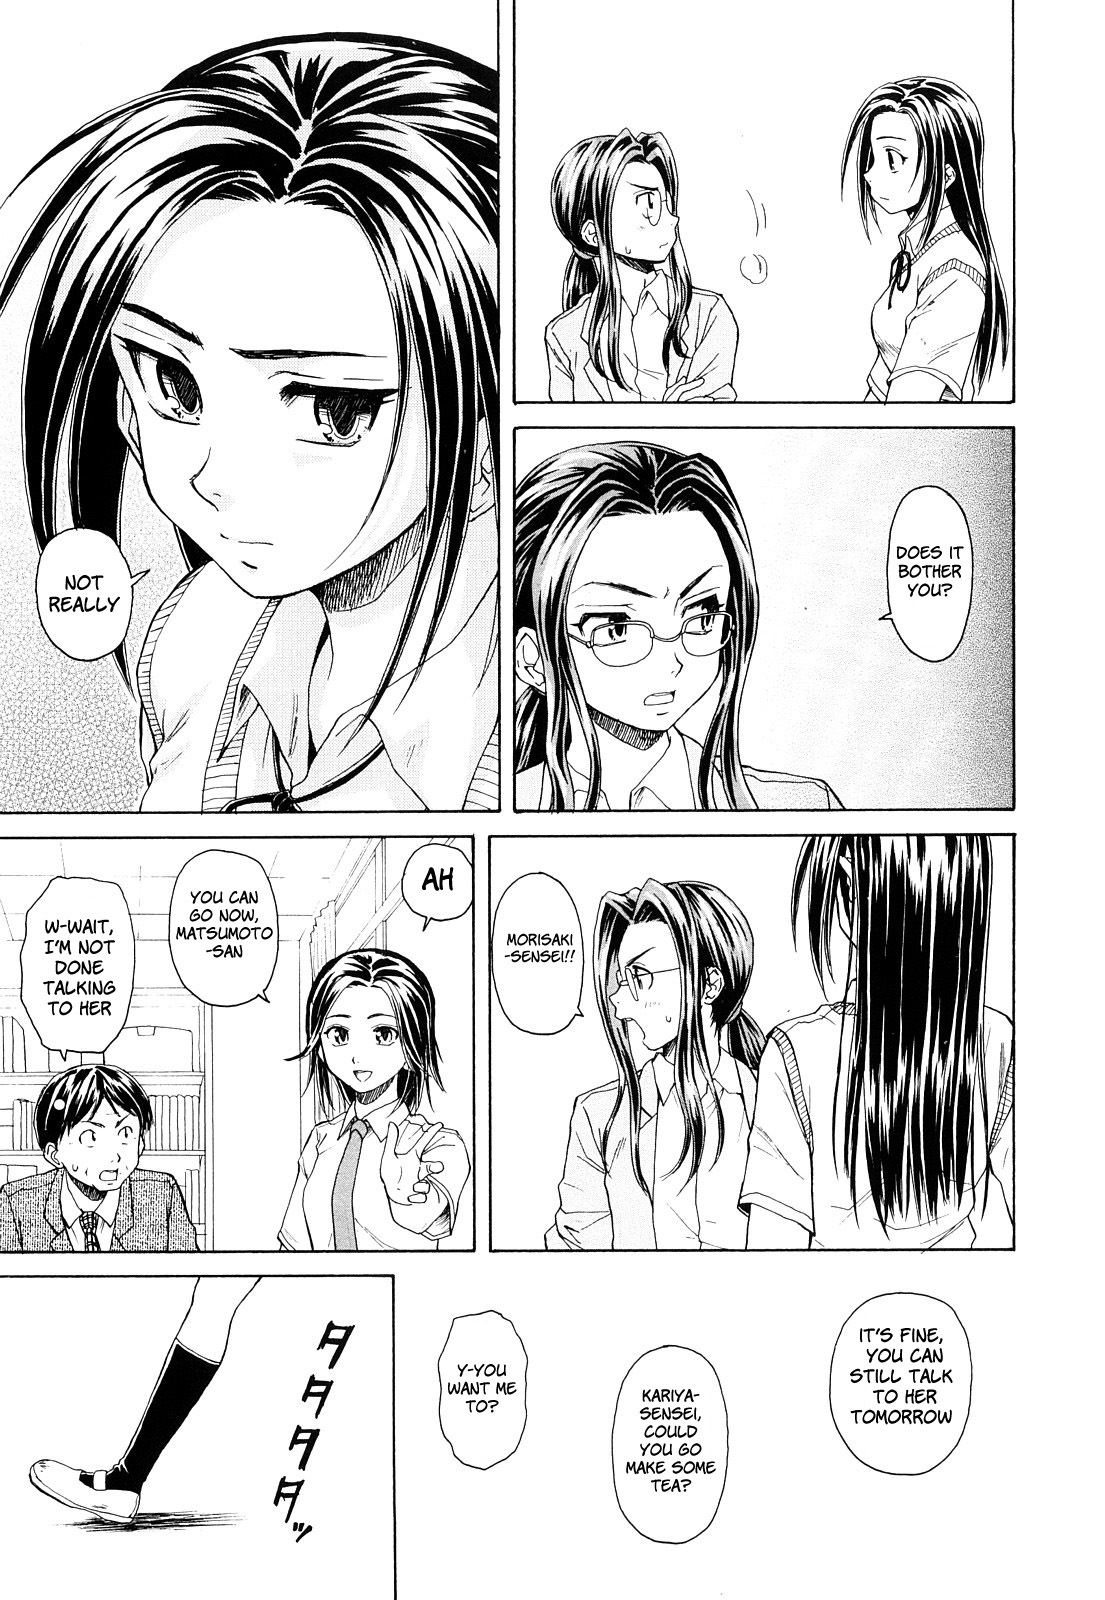 DOES IT
BOTHER
YOU?
NOT
REALLY
MORISAKI
-SENSEI!!
AH
YOU CAN
GO NOW,
MATSUMOTO
-SAN
W-WAIT,
I'M NOT
DONE
TALKING
TO HER
IT'S FINE,
YOU CAN
STILL TALK
TO HER
TOMORROW
KARIYA-
SENSEI,
COULD
YOU GO
MAKE SOME
TEA?
Y-YOU
WANT ME
TO?
タタタタッ